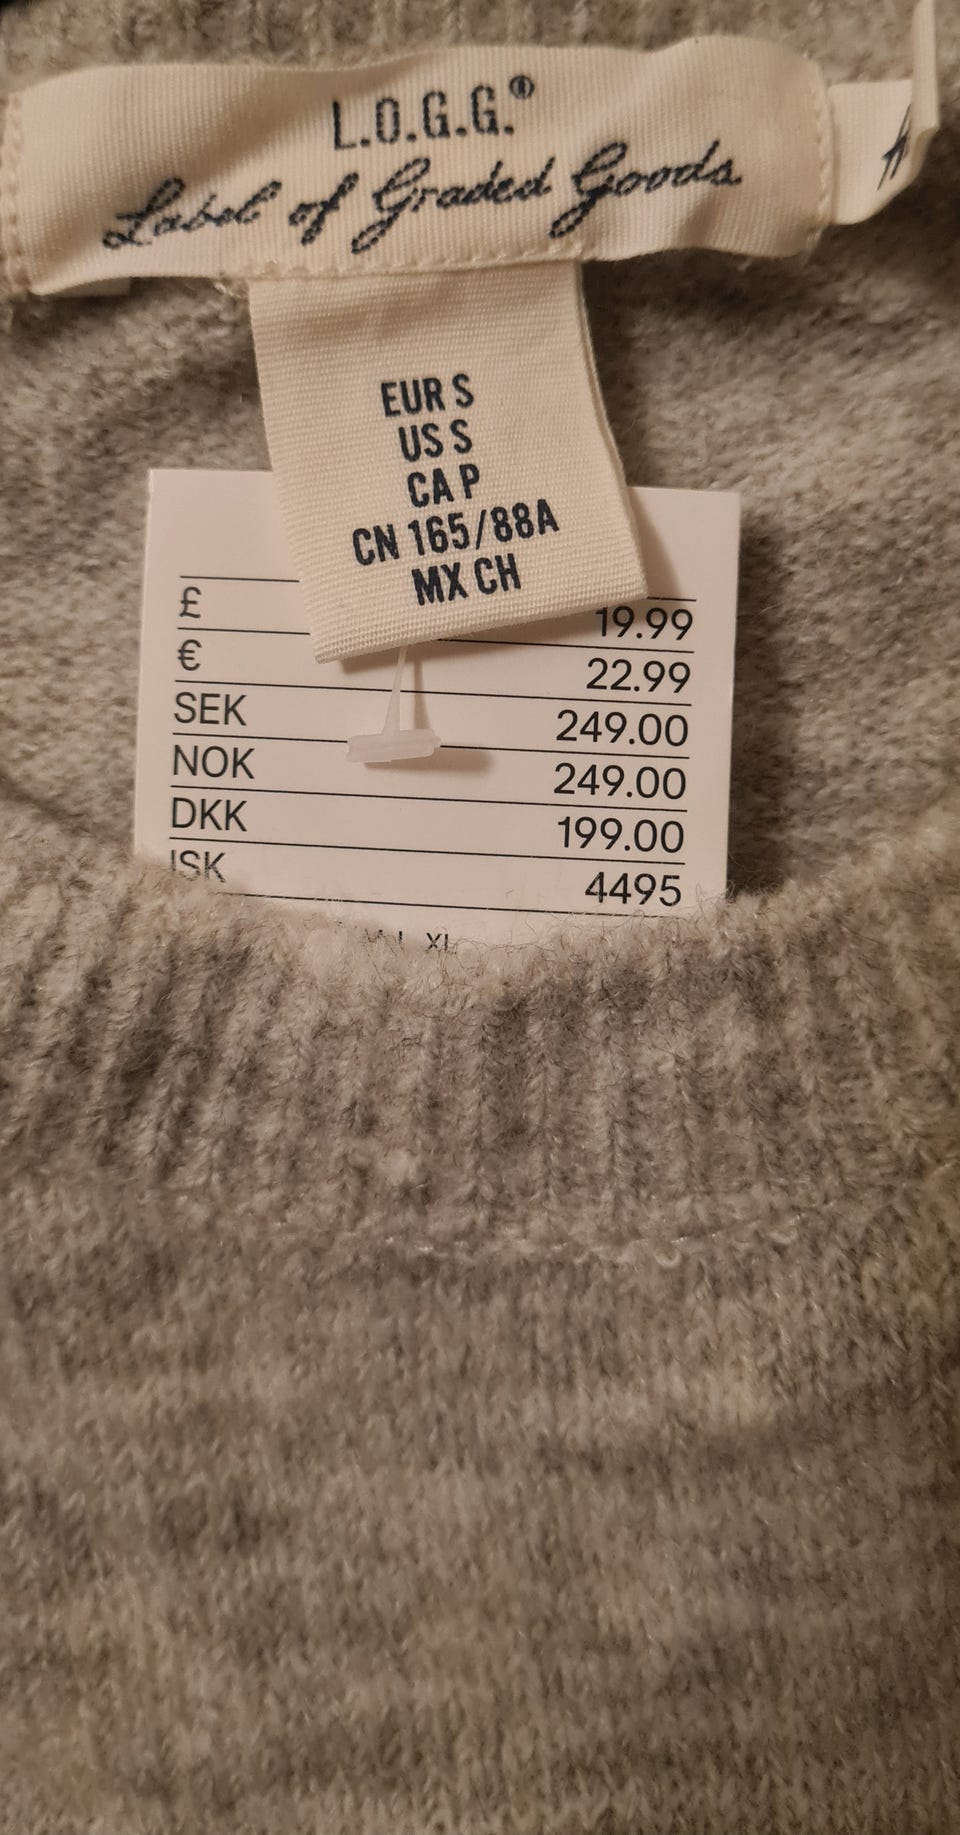 L.O.G.G.®
Label of Graded Goods
EUR S
US S
CA P
CN 165/88A
MX CH
£ 19.99
€ 22.99
SEK 249.00
NOK 249.00
DKK 199.00
ISK 4495
XL